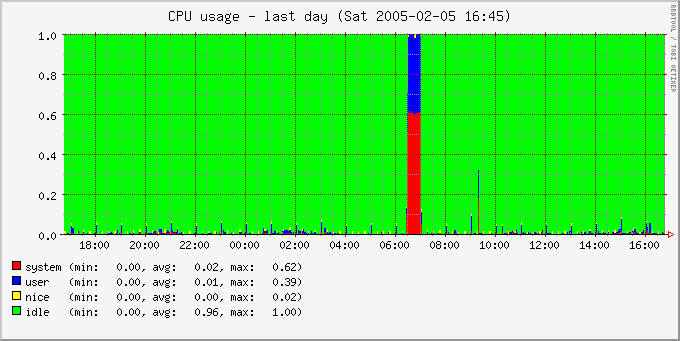 CPU usage - last day (Sat 2005-02-05 16:45)
RRDTOOL / TOBI OETIKER
1.0
0.8
0.6
0.4
0.2
0.0
18:00 20:00 22:00 00:00 02:00 04:00 06:00 08:00 10:00 12:00 14:00 16:00
system (min: 0.00, avg: 0.02, max: 0.62)
user (min: 0.00, avg: 0.01, max: 0.39)
nice (min: 0.00, avg: 0.00, max: 0.02)
idle (min: 0.00, avg: 0.96, max: 1.00)